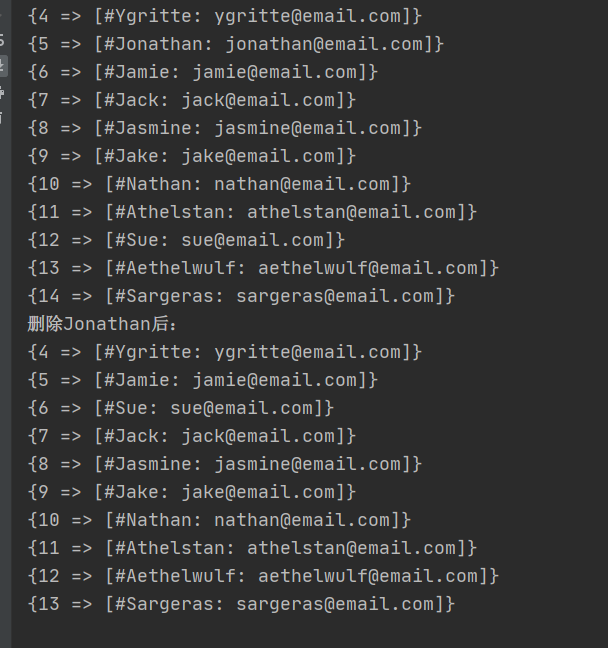 {4 => [#Ygritte: ygritte@email.com]}
{5 => [#Jonathan: jonathan@email.com]}
{6 => [#Jamie: jamie@email.com]}
{7 => [#Jack: jack@email.com]}
{8 => [#Jasmine: jasmine@email.com]}
{9 => [#Jake: jake@email.com]}
{10 => [#Nathan: nathan@email.com]}
{11 => [#Athelstan: athelstan@email.com]}
{12 => [#Sue: sue@email.com]}
{13 => [#Aethelwulf: aethelwulf@email.com]}
{14 => [#Sargeras: sargeras@email.com]}
删除Jonathan后：
{4 => [#Ygritte: ygritte@email.com]}
{5 => [#Jamie: jamie@email.com]}
{6 => [#Sue: sue@email.com]}
{7 => [#Jack: jack@email.com]}
{8 => [#Jasmine: jasmine@email.com]}
{9 => [#Jake: jake@email.com]}
{10 => [#Nathan: nathan@email.com]}
{11 => [#Athelstan: athelstan@email.com]}
{12 => [#Aethelwulf: aethelwulf@email.com]}
{13 => [#Sargeras: sargeras@email.com]}